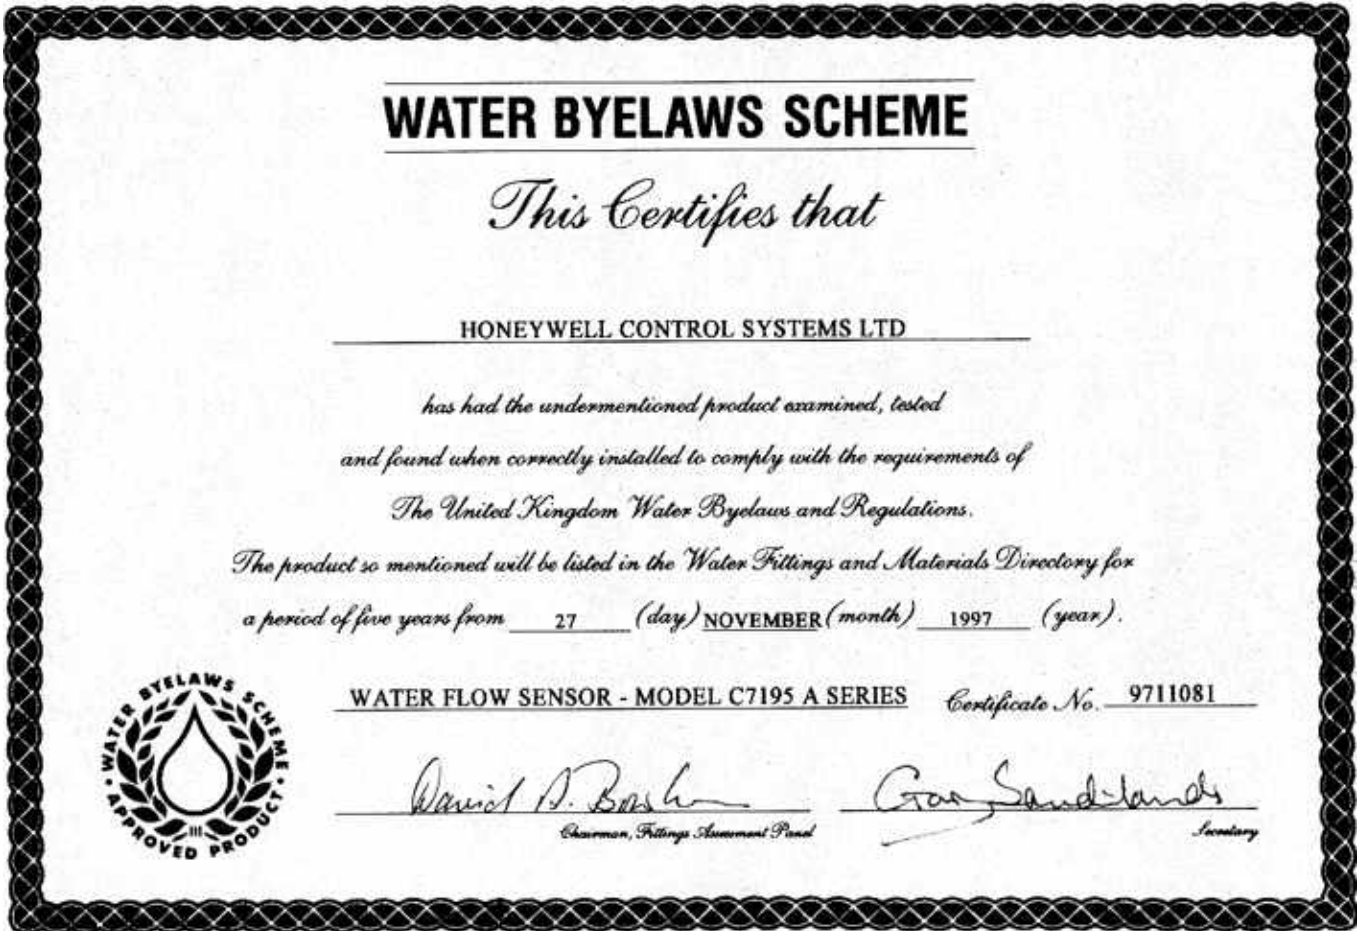 WATER BYELAWS SCHEME
This Certifies that
HONEYWELL CONTROL SYSTEMS LTD
has had the undermentioned product examined, tested
and found when correctly installed to comply with the requirements of
The United Kingdom Water Byelaws and Regulations.
The product so mentioned will be listed in the Water Fittings and Materials Directory for
a period of five years from 27 (day) NOVEMBER (month) 1997 (year).
WATER FLOW SENSOR - MODEL C7195 A SERIES Certificate No. 9711081
WATER BYELAWS SCHEME • APPROVED PRODUCT •
David A.
Gary Sandilands
Chairman, Fittings Assessment Panel
Secretary